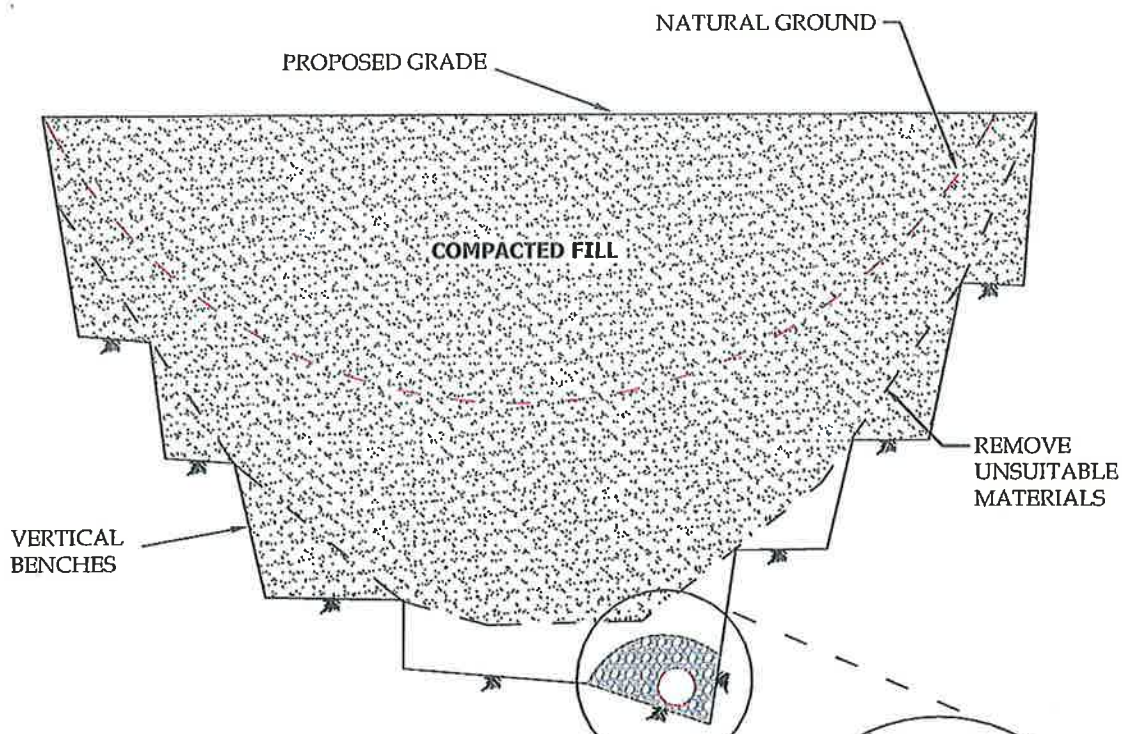 NATURAL GROUND
PROPOSED GRADE
COMPACTED FILL
REMOVE
UNSUITABLE
MATERIALS
VERTICAL
BENCHES